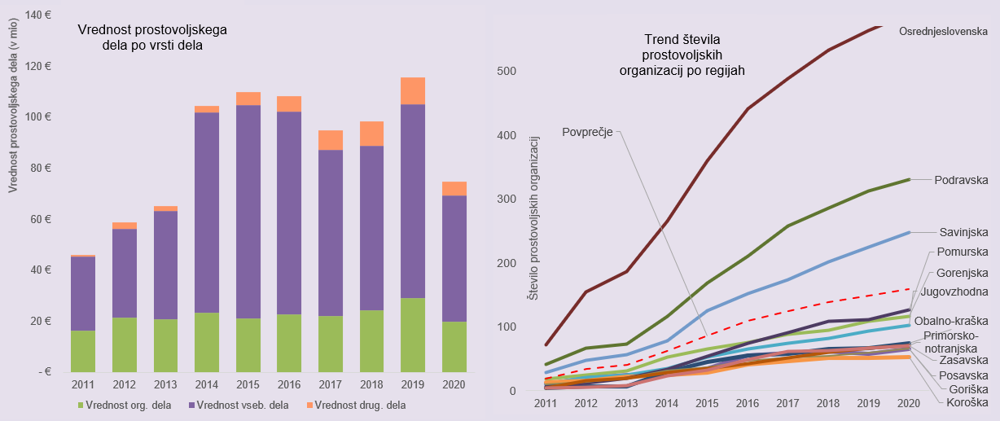 Vrednost prostovoljskega
dela po vrsti dela
Vrednost prostovoljskega dela (v mio)
140 €
120 €
100 €
80 €
60 €
40 €
20 €
- €
2011 2012 2013 2014 2015 2016 2017 2018 2019 2020
Vrednost org. dela Vrednost vseb. dela Vrednost drug. dela
Trend števila
prostovoljskih
organizacij po regijah
Število prostovoljskih organizacij
500
400
300
200
100
0
2011 2012 2013 2014 2015 2016 2017 2018 2019 2020
Povprečje
Osrednjeslovenska
Podravska
Savinjska
Pomurska
Gorenjska
Jugovzhodna
Obalno-kraška
Primorsko-
notranjska
Zasavska
Posavska
Goriška
Koroška